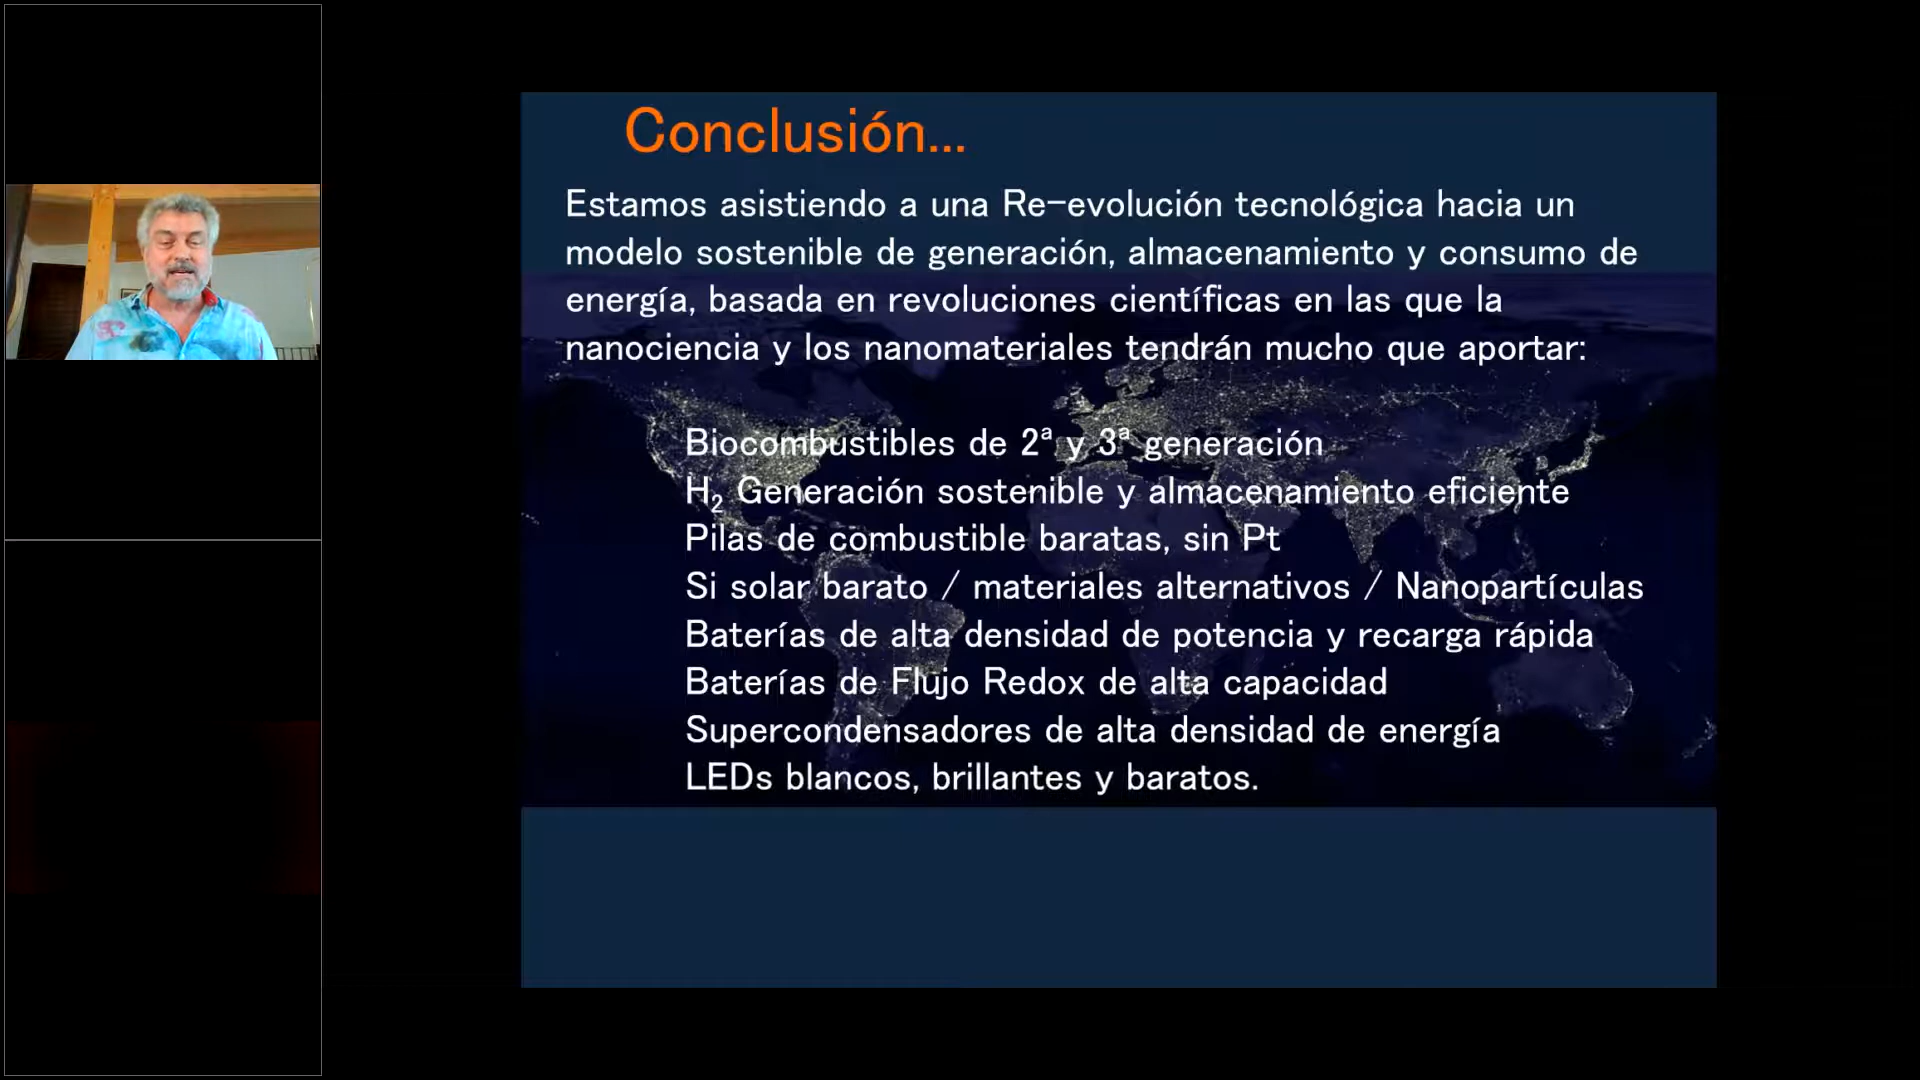 Conclusión...
Estamos asistiendo a una Re-evolución tecnológica hacia un
modelo sostenible de generación, almacenamiento y consumo de
energía, basada en revoluciones científicas en las que la
nanociencia y los nanomateriales tendrán mucho que aportar:
Biocombustibles de 2ª y 3ª generación
H₂ Generación sostenible y almacenamiento eficiente
Pilas de combustible baratas, sin Pt
Si solar barato / materiales alternativos / Nanopartículas
Baterías de alta densidad de potencia y recarga rápida
Baterías de Flujo Redox de alta capacidad
Supercondensadores de alta densidad de energía
LEDs blancos, brillantes y baratos.